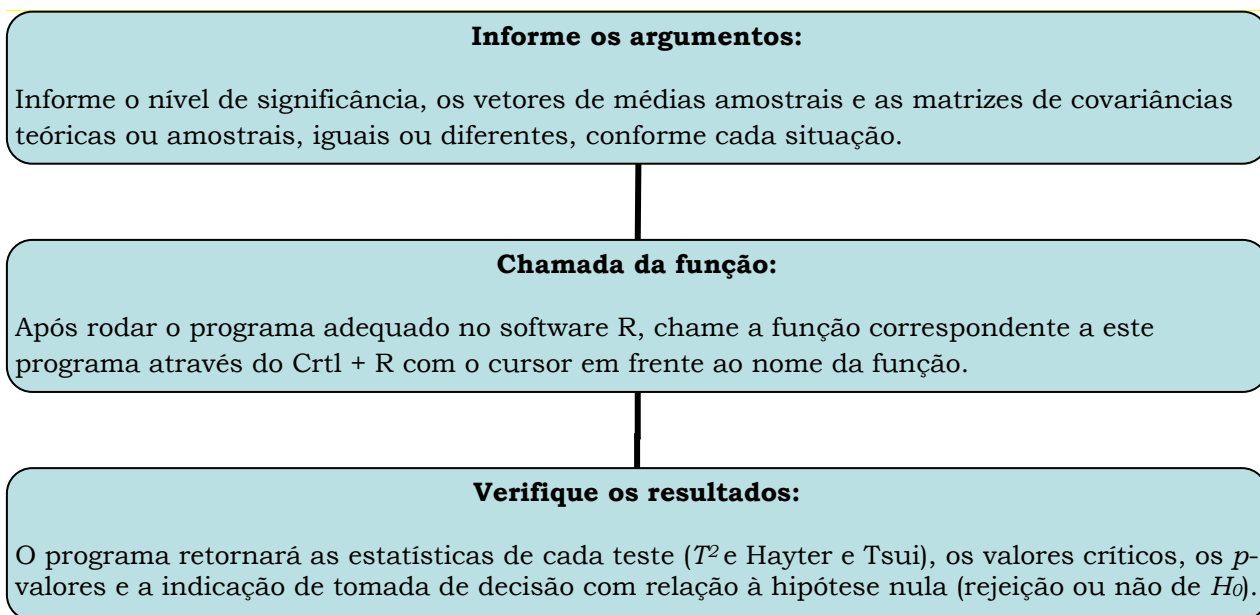 Informe os argumentos:
Informe o nível de significância, os vetores de médias amostrais e as matrizes de covariâncias
teóricas ou amostrais, iguais ou diferentes, conforme cada situação.
Chamada da função:
Após rodar o programa adequado no software R, chame a função correspondente a este
programa através do Crtl + R com o cursor em frente ao nome da função.
Verifique os resultados:
O programa retornará as estatísticas de cada teste (T² e Hayter e Tsui), os valores críticos, os p-
valores e a indicação de tomada de decisão com relação à hipótese nula (rejeição ou não de H₀).